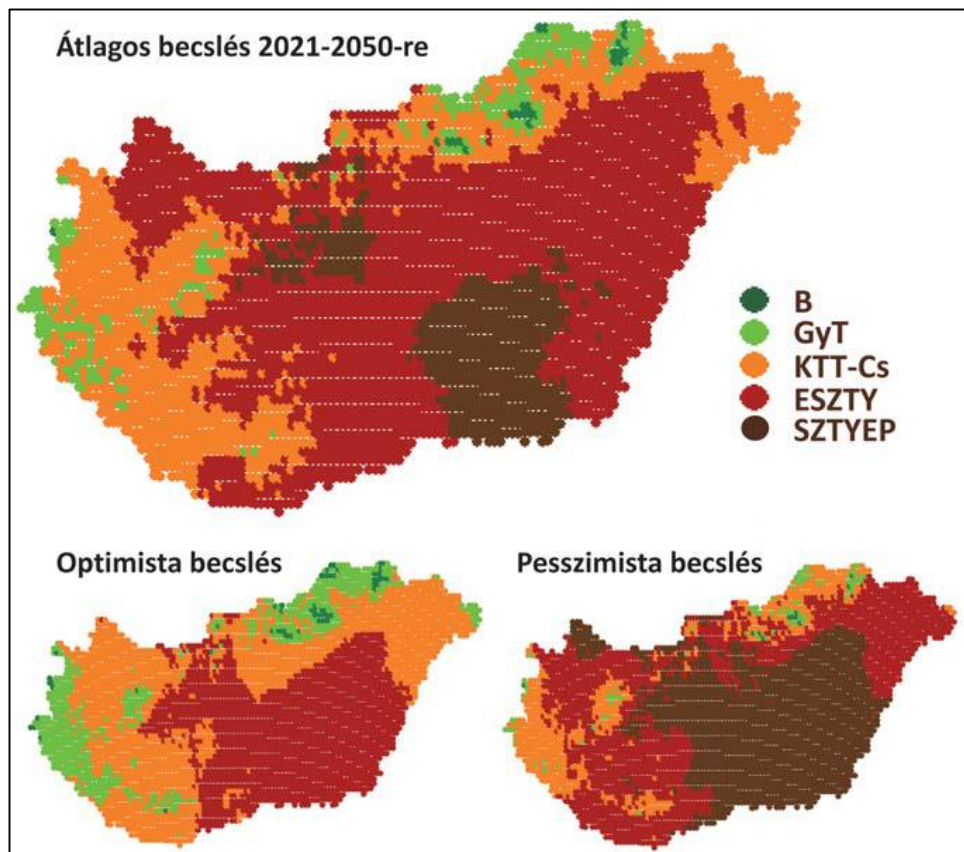 Átlagos becslés 2021-2050-re
B
GyT
KTT-Cs
ESZTY
SZTYEP
Optimista becslés
Pesszimista becslés